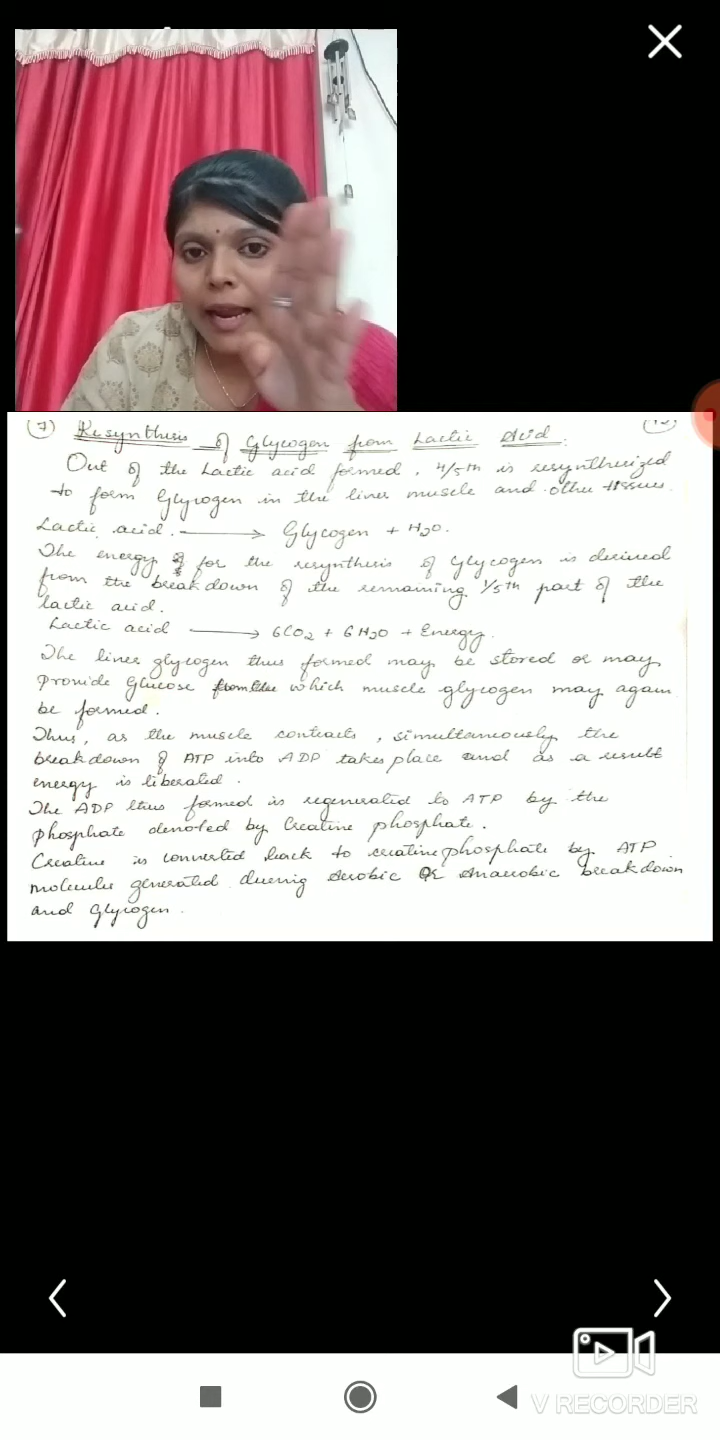 (7) Resynthesis of Glycogen from Lactic Acid:
Out of the Lactic acid formed, 4/5th is resynthesized
to form Glycogen in the liver muscle and other tissues.
Lactic acid. → Glycogen + H2O.
The energy for the resynthesis of Glycogen is derived
from the breakdown of the remaining 1/5th part of the
lactic acid.
Lactic acid → 6CO2 + 6H2O + Energy.
The liver glycogen thus formed may be stored or may
provide Glucose which muscle glycogen may again
be formed.
Thus, as the muscle contracts, simultaneously the
breakdown of ATP into ADP takes place and as a result
energy is liberated.
The ADP thus formed is regenerated to ATP by the
phosphate denoted by Creatine phosphate.
Creatine is converted back to creatine phosphate by ATP
molecules generated during Aerobic OR Anaerobic breakdown
and Glycogen.
V RECORDER